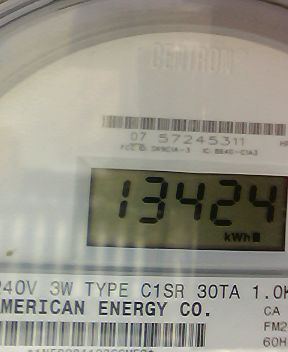 CENTRON
07 57245311
13424
kWh
240V 3W TYPE C1SR 30TA 1.0K
AMERICAN ENERGY CO.
CA
FM2
60H